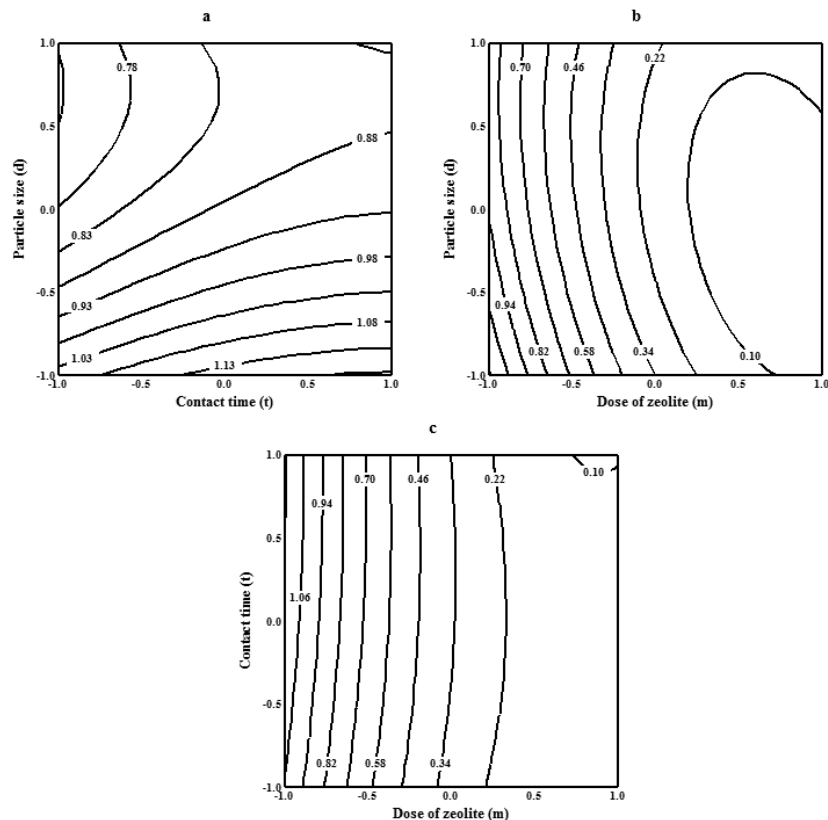 a
1.0
0.5
0.0
-0.5
-1.0
Particle size (d)
0.78
0.88
0.83
0.98
0.93
1.08
1.03
1.13
-1.0 -0.5 0.0 0.5 1.0
Contact time (t)
b
1.0
0.5
0.0
-0.5
-1.0
Particle size (d)
0.22
0.70 0.46
0.94
0.82 0.58 0.34 0.10
-1.0 -0.5 0.0 0.5 1.0
Dose of zeolite (m)
c
1.0
0.5
0.0
-0.5
-1.0
Contact time (t)
0.10
0.70 0.46 0.22
0.94
1.06
0.82 0.58 0.34
-1.0 -0.5 0.0 0.5 1.0
Dose of zeolite (m)